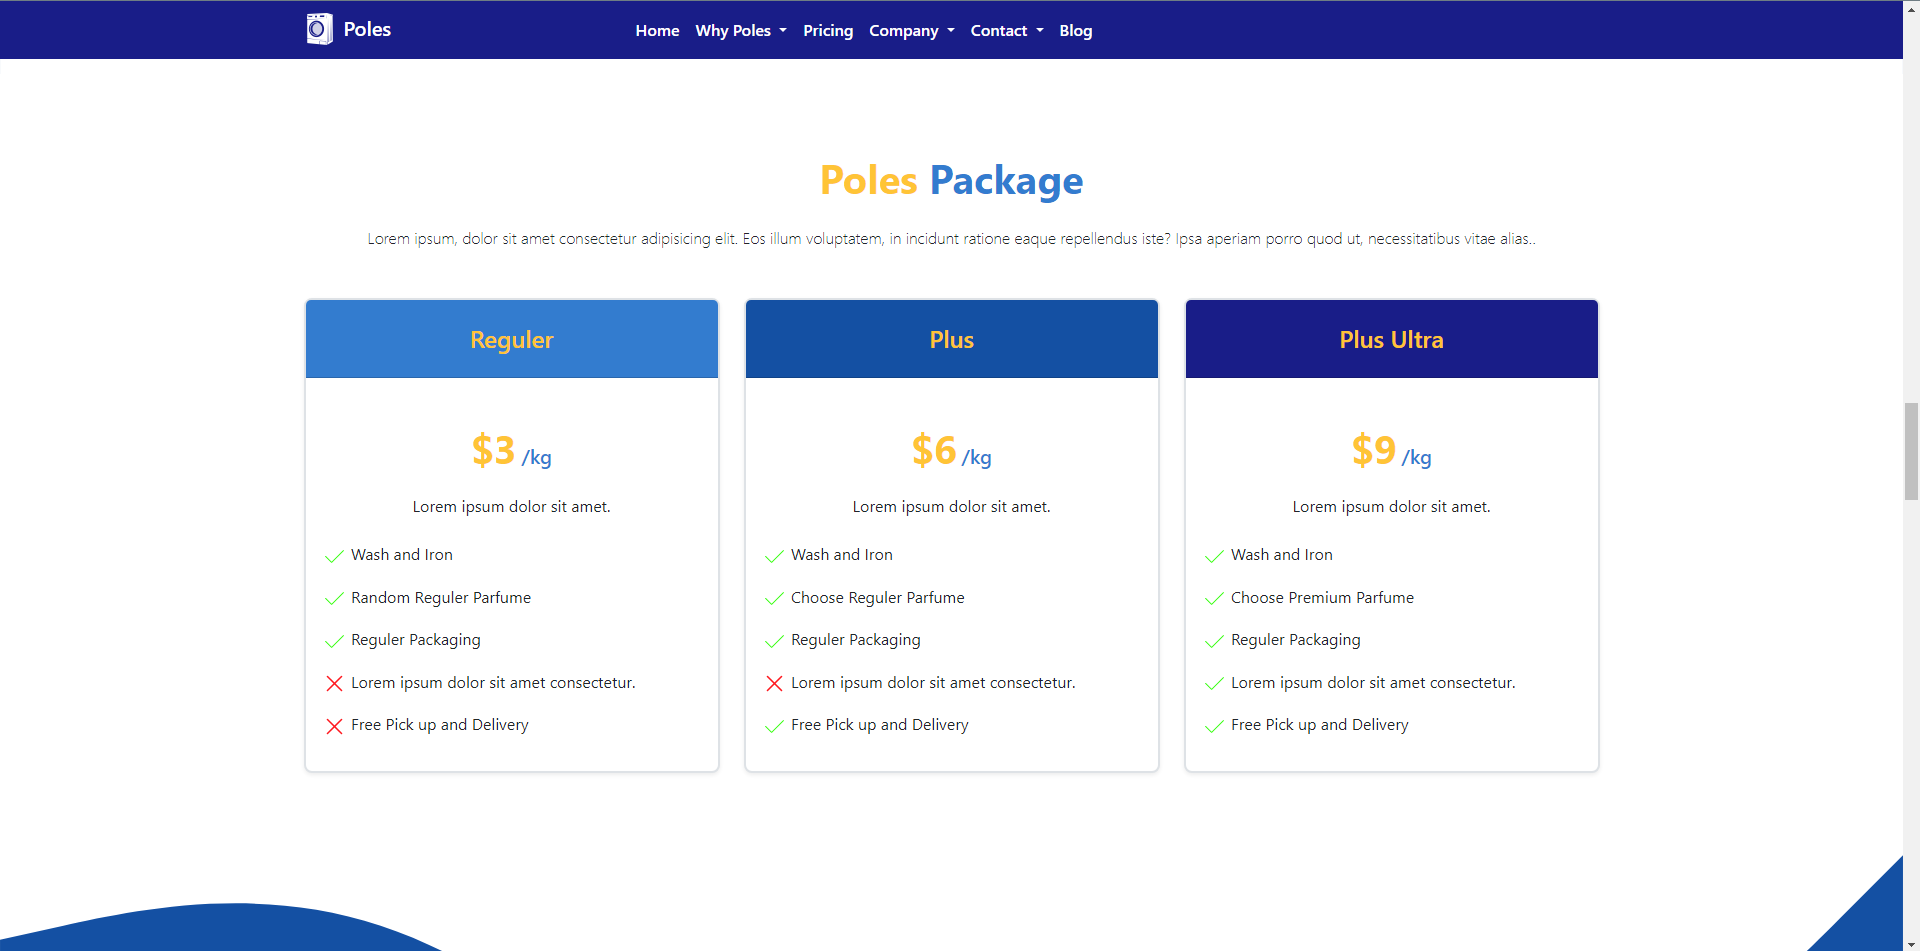 Poles
Home Why Poles Pricing Company Contact Blog
Poles Package
Lorem ipsum, dolor sit amet consectetur adipisicing elit. Eos illum voluptatem, in incidunt ratione eaque repellendus iste? Ipsa aperiam porro quod ut, necessitatibus vitae alias..
Reguler
$3 /kg
Lorem ipsum dolor sit amet.
Wash and Iron
Random Reguler Parfume
Reguler Packaging
Lorem ipsum dolor sit amet consectetur.
Free Pick up and Delivery
Plus
$6 /kg
Lorem ipsum dolor sit amet.
Wash and Iron
Choose Reguler Parfume
Reguler Packaging
Lorem ipsum dolor sit amet consectetur.
Free Pick up and Delivery
Plus Ultra
$9 /kg
Lorem ipsum dolor sit amet.
Wash and Iron
Choose Premium Parfume
Reguler Packaging
Lorem ipsum dolor sit amet consectetur.
Free Pick up and Delivery